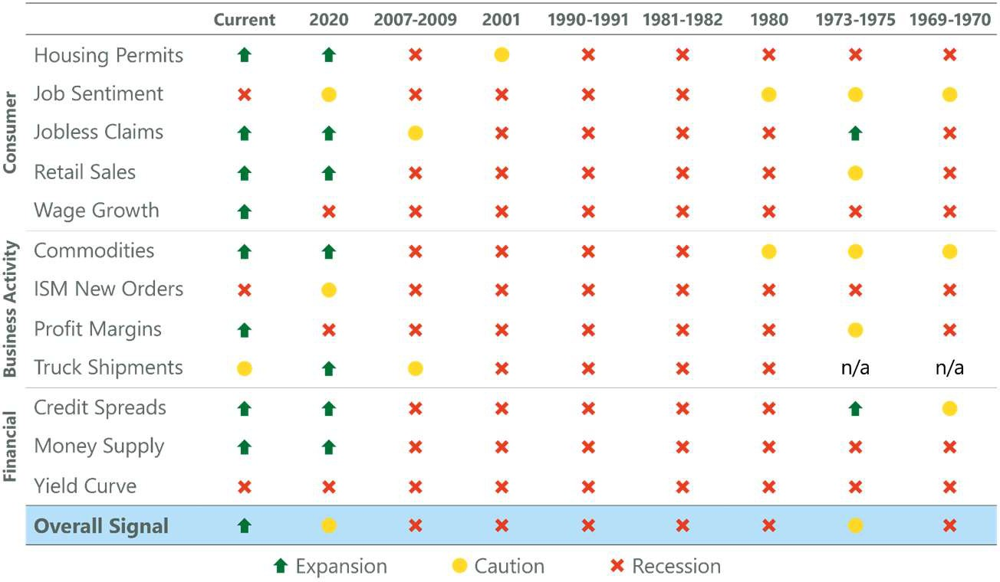 Current 2020 2007-2009 2001 1990-1991 1981-1982 1980 1973-1975 1969-1970
Consumer
Housing Permits
Job Sentiment
Jobless Claims
Retail Sales
Wage Growth
Business Activity
Commodities
ISM New Orders
Profit Margins
Truck Shipments n/a n/a
Financial
Credit Spreads
Money Supply
Yield Curve
Overall Signal
Expansion Caution Recession